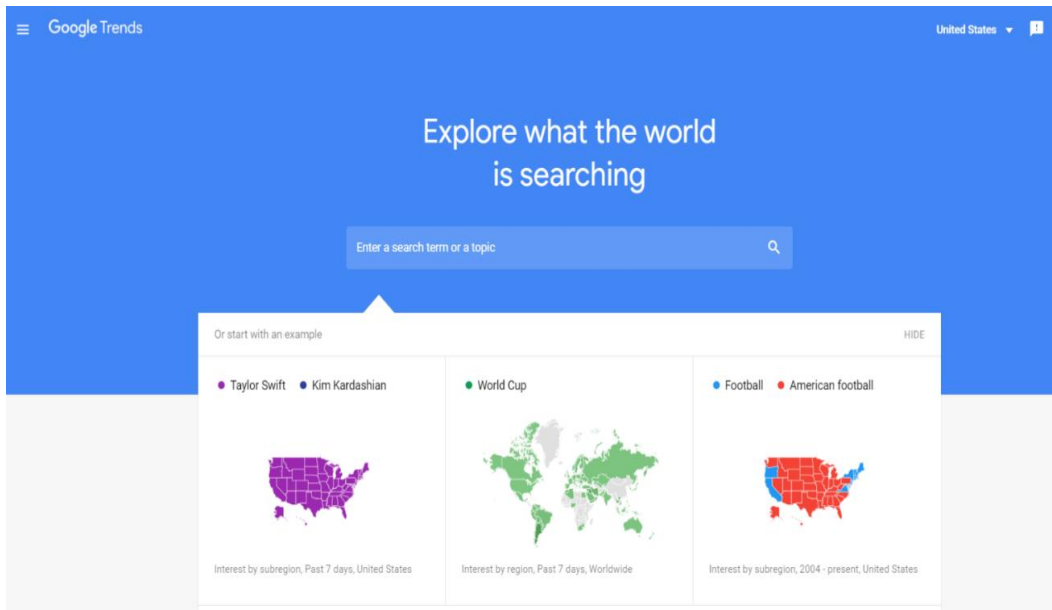 Google Trends
United States
Explore what the world
is searching
Enter a search term or a topic
Or start with an example
HIDE
Taylor Swift Kim Kardashian
World Cup
Football American football
Interest by subregion, Past 7 days, United States
Interest by region, Past 7 days, Worldwide
Interest by subregion, 2004 - present, United States